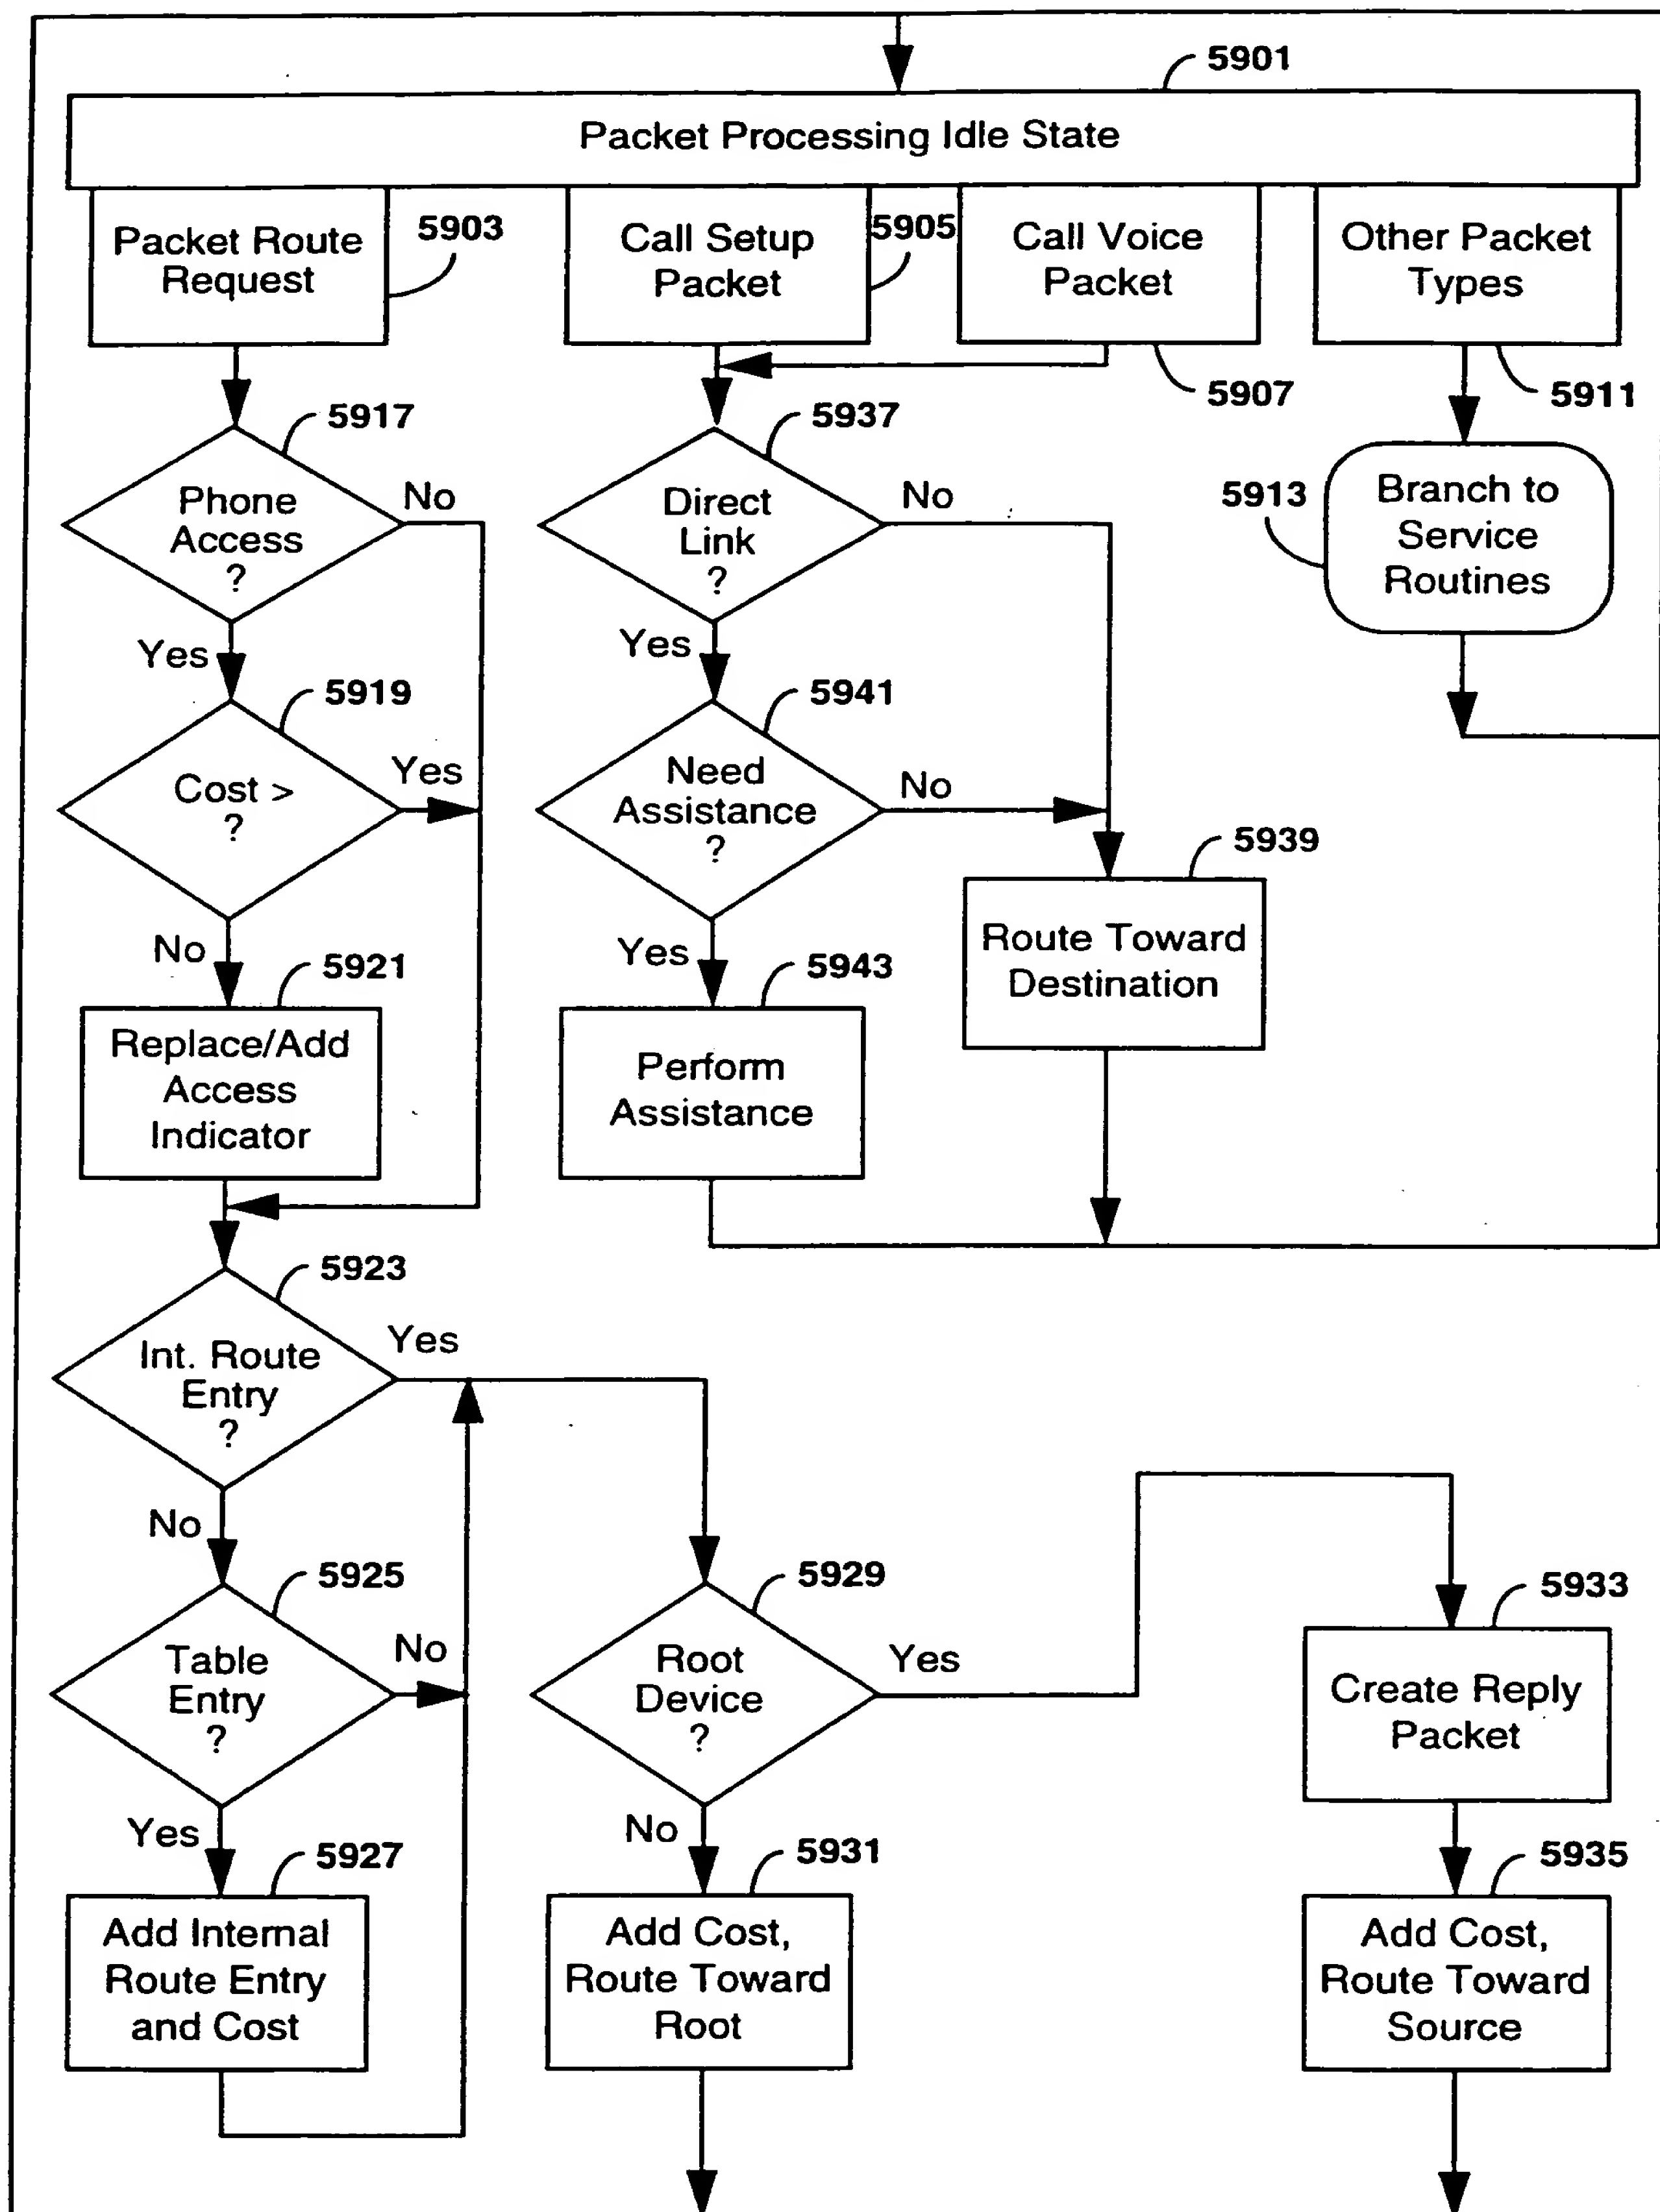 5901
Packet Processing Idle State
Packet Route
Request
5903
Call Setup
Packet
5905
Call Voice
Packet
5907
Other Packet
Types
5911
5917
Phone
Access
?
No
Yes
5919
Cost >
?
Yes
No
5921
Replace/Add
Access
Indicator
5937
Direct
Link
?
No
Yes
5941
Need
Assistance
?
No
Yes
5943
Perform
Assistance
5939
Route Toward
Destination
5913
Branch to
Service
Routines
5923
Int. Route
Entry
?
Yes
No
5925
Table
Entry
?
No
Yes
5927
Add Internal
Route Entry
and Cost
5929
Root
Device
?
Yes
No
5931
Add Cost,
Route Toward
Root
5933
Create Reply
Packet
5935
Add Cost,
Route Toward
Source